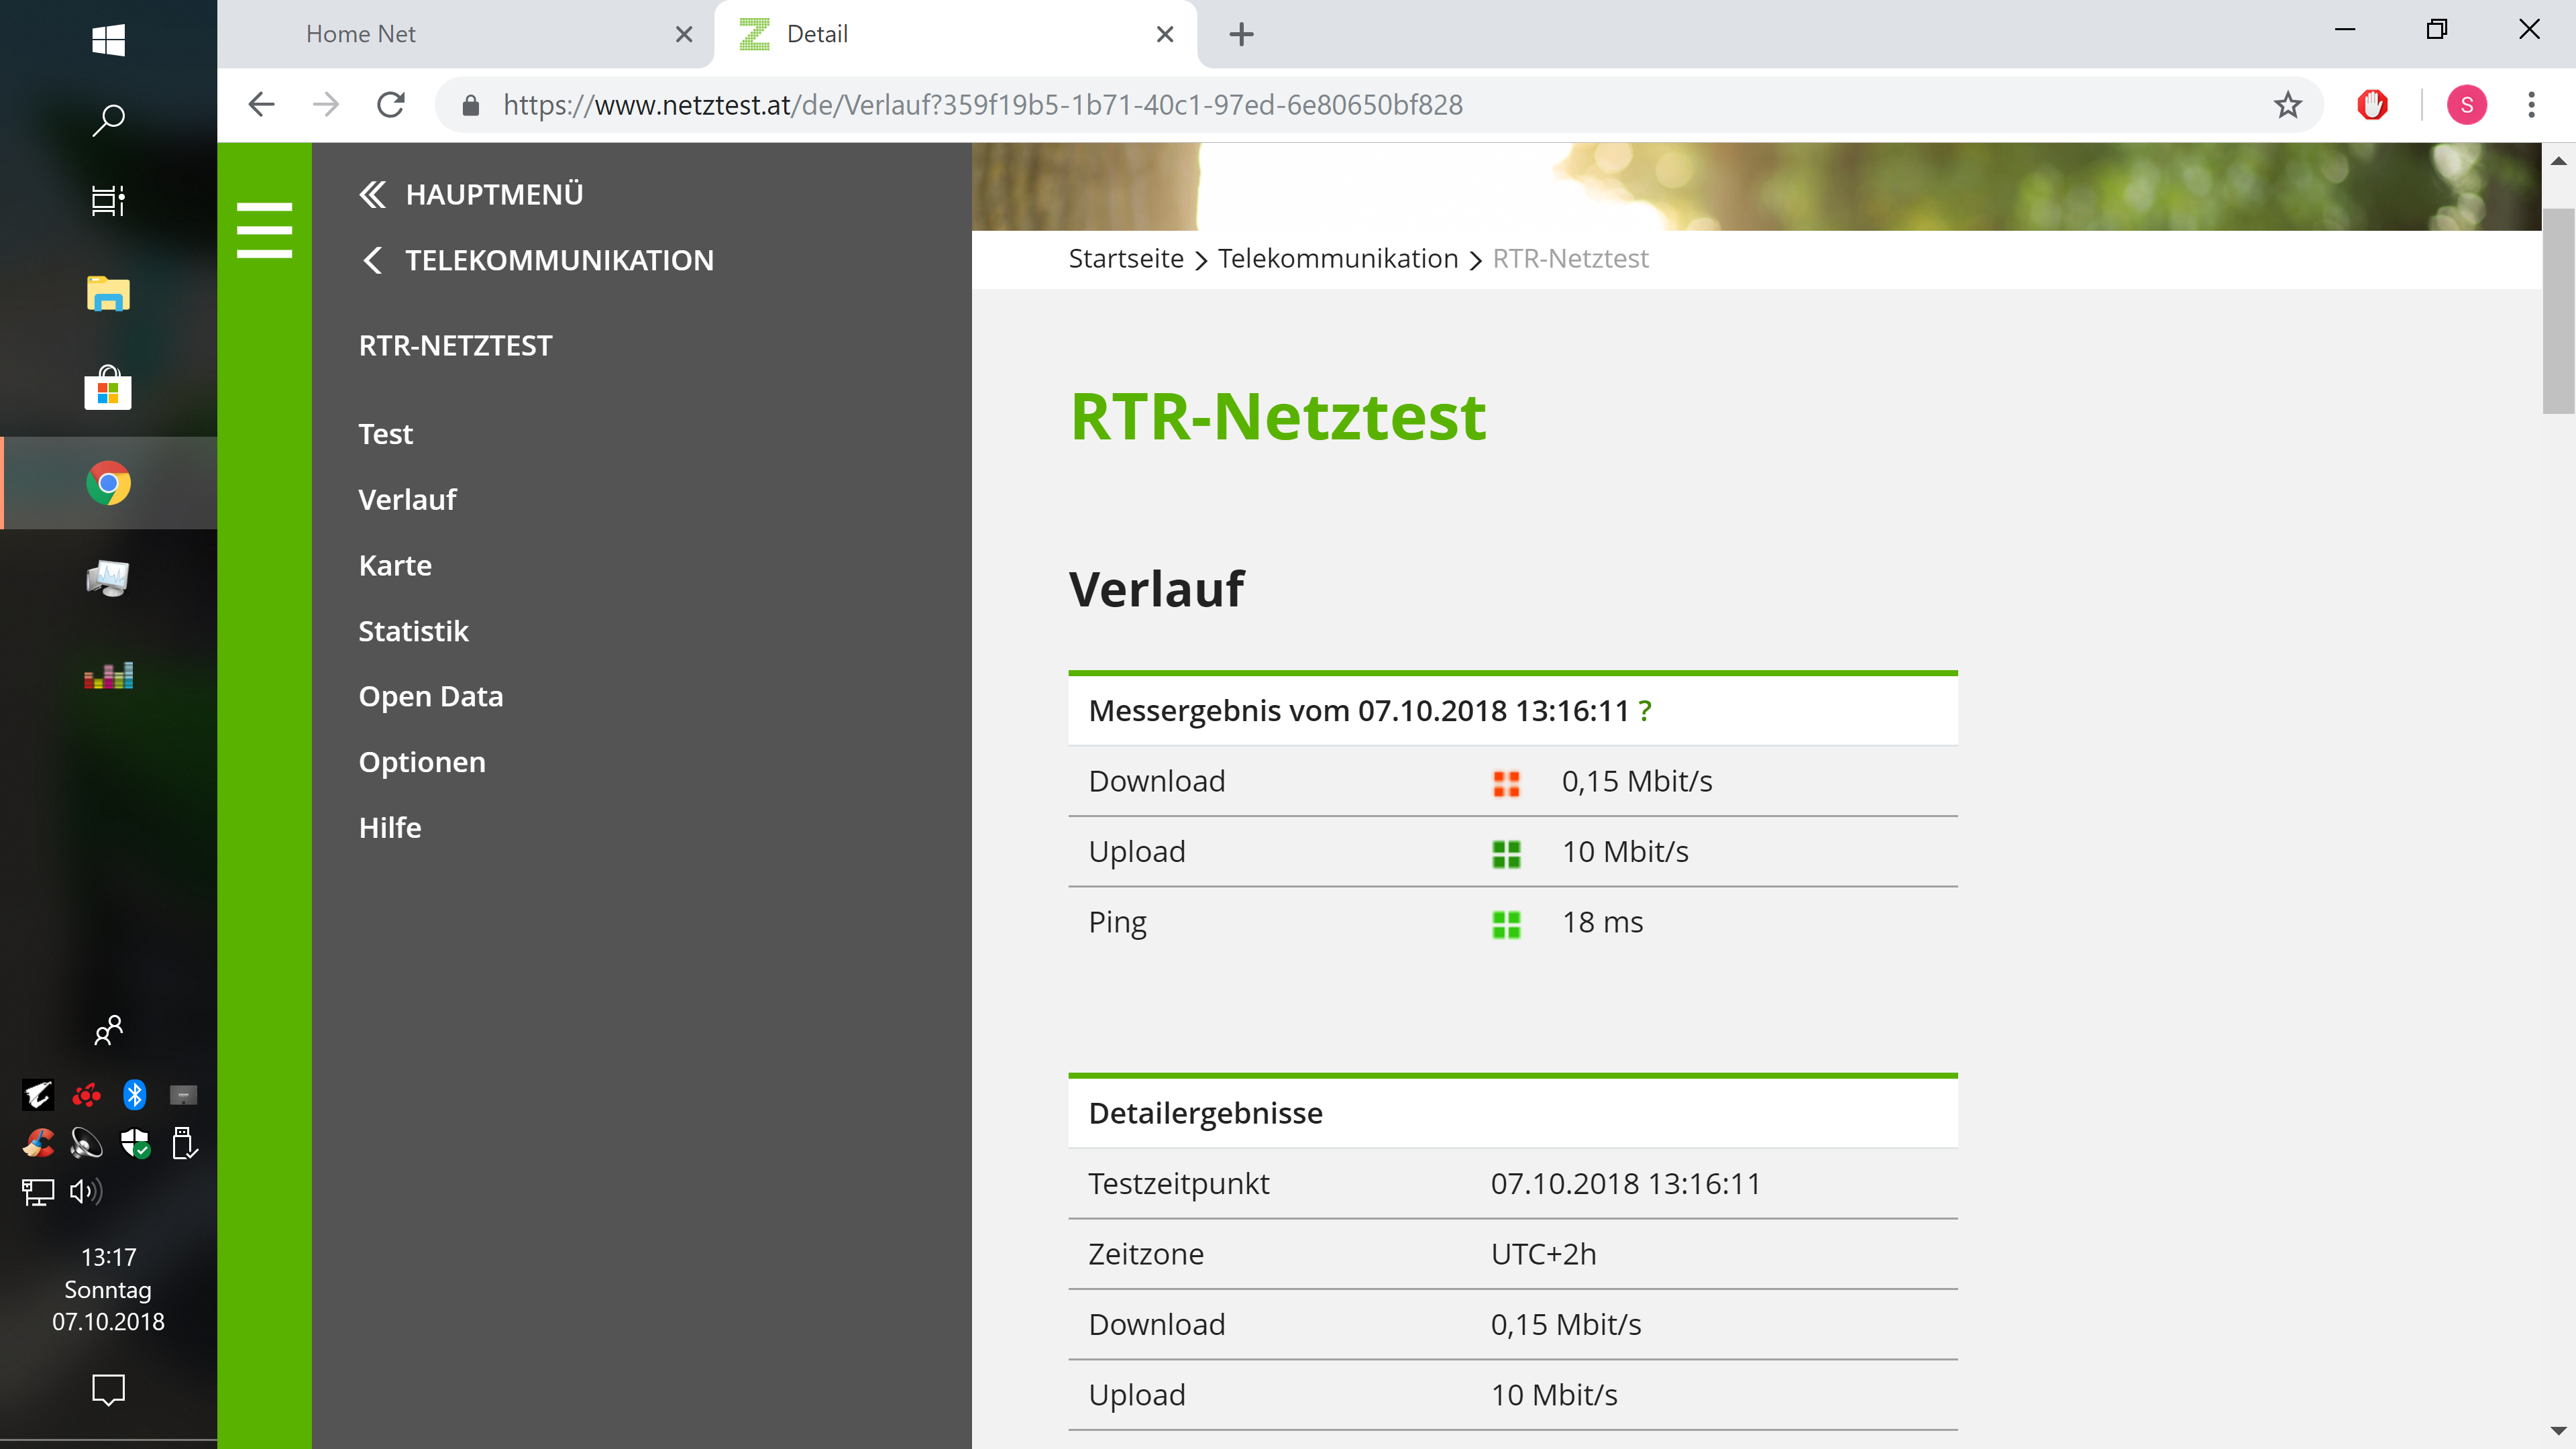 Home Net
Detail
https://www.netztest.at/de/Verlauf?359f19b5-1b71-40c1-97ed-6e80650bf828
S
HAUPTMENÜ
TELEKOMMUNIKATION
RTR-NETZTEST
Test
Verlauf
Karte
Statistik
Open Data
Optionen
Hilfe
Startseite > Telekommunikation > RTR-Netztest
RTR-Netztest
Verlauf
Messergebnis vom 07.10.2018 13:16:11 ?
Download 0,15 Mbit/s
Upload 10 Mbit/s
Ping 18 ms
Detailergebnisse
Testzeitpunkt 07.10.2018 13:16:11
Zeitzone UTC+2h
Download 0,15 Mbit/s
Upload 10 Mbit/s
13:17
Sonntag
07.10.2018